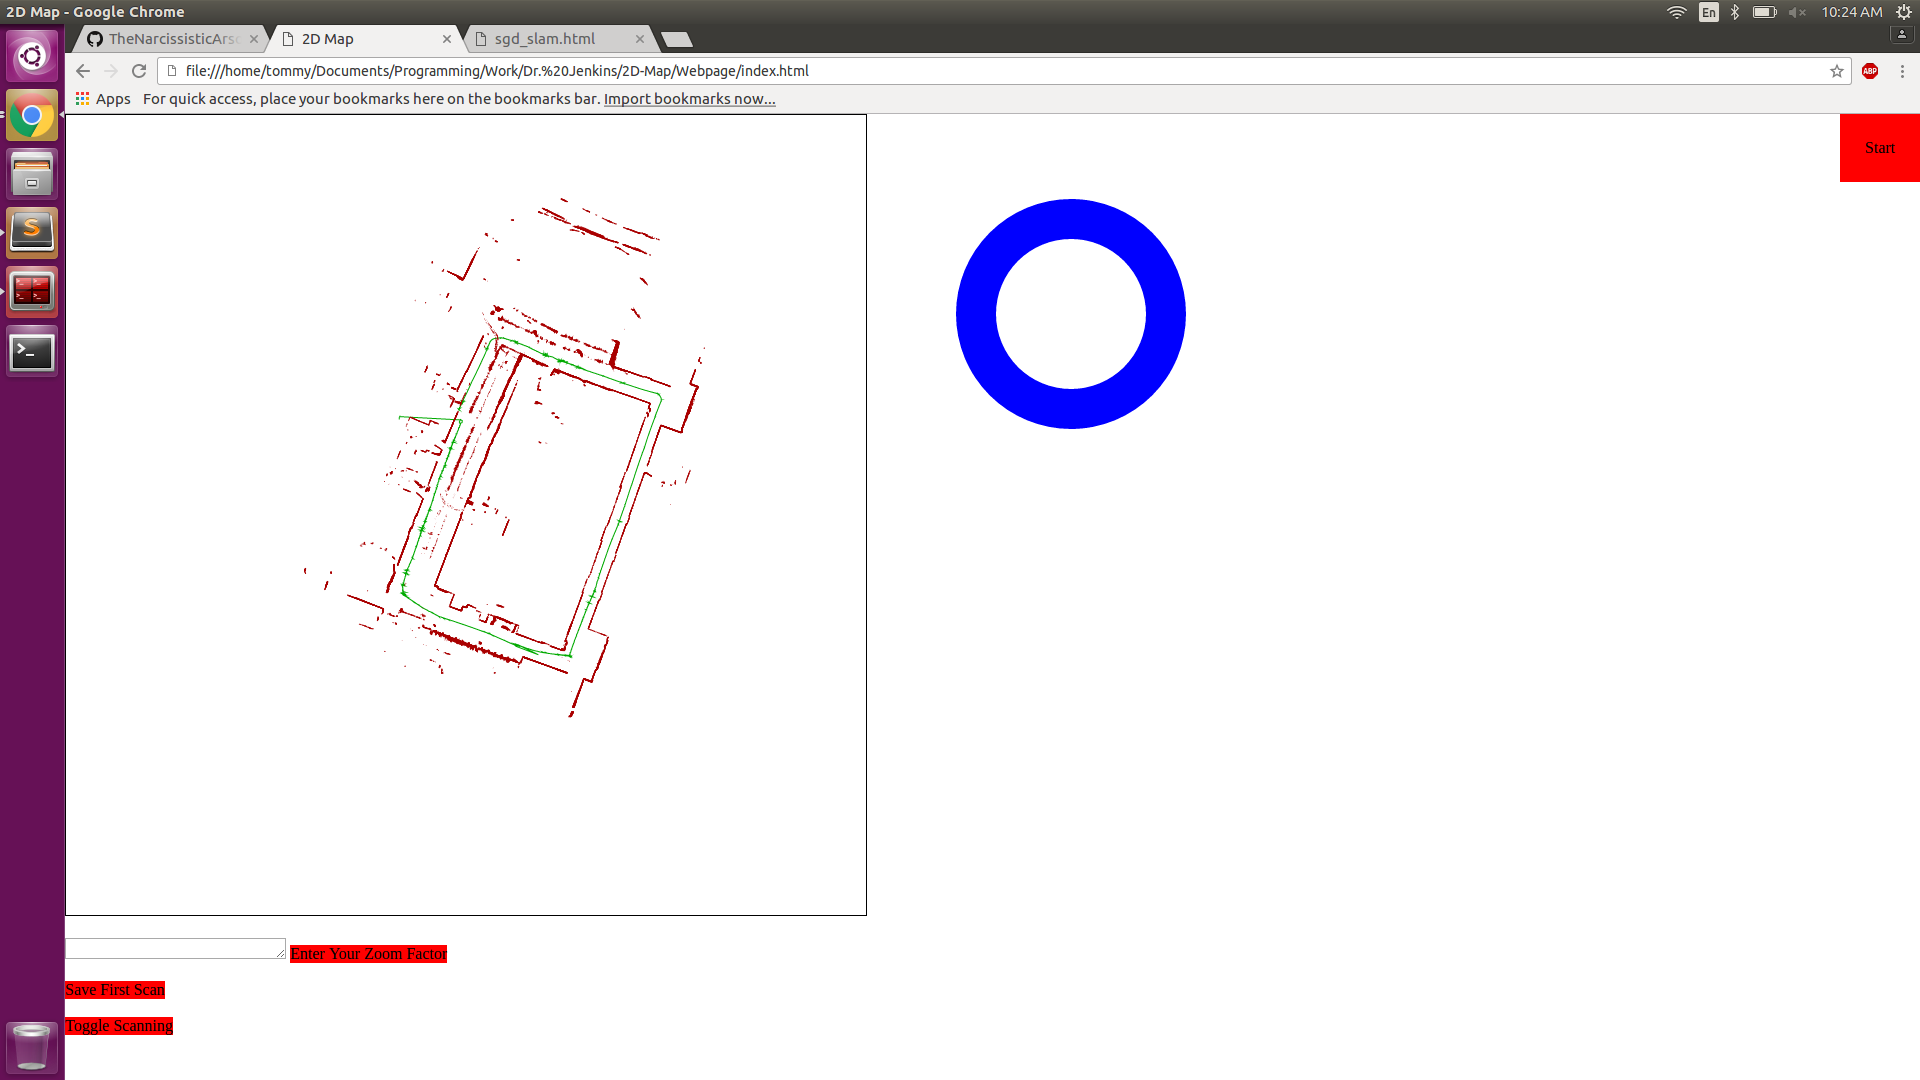 2D Map - Google Chrome
En
10:24 AM
TheNarcissisticArs
2D Map
sgd_slam.html
file:///home/tommy/Documents/Programming/Work/Dr.%20Jenkins/2D-Map/Webpage/index.html
ABP
Apps
For quick access, place your bookmarks here on the bookmarks bar. Import bookmarks now...
Start
Enter Your Zoom Factor
Save First Scan
Toggle Scanning